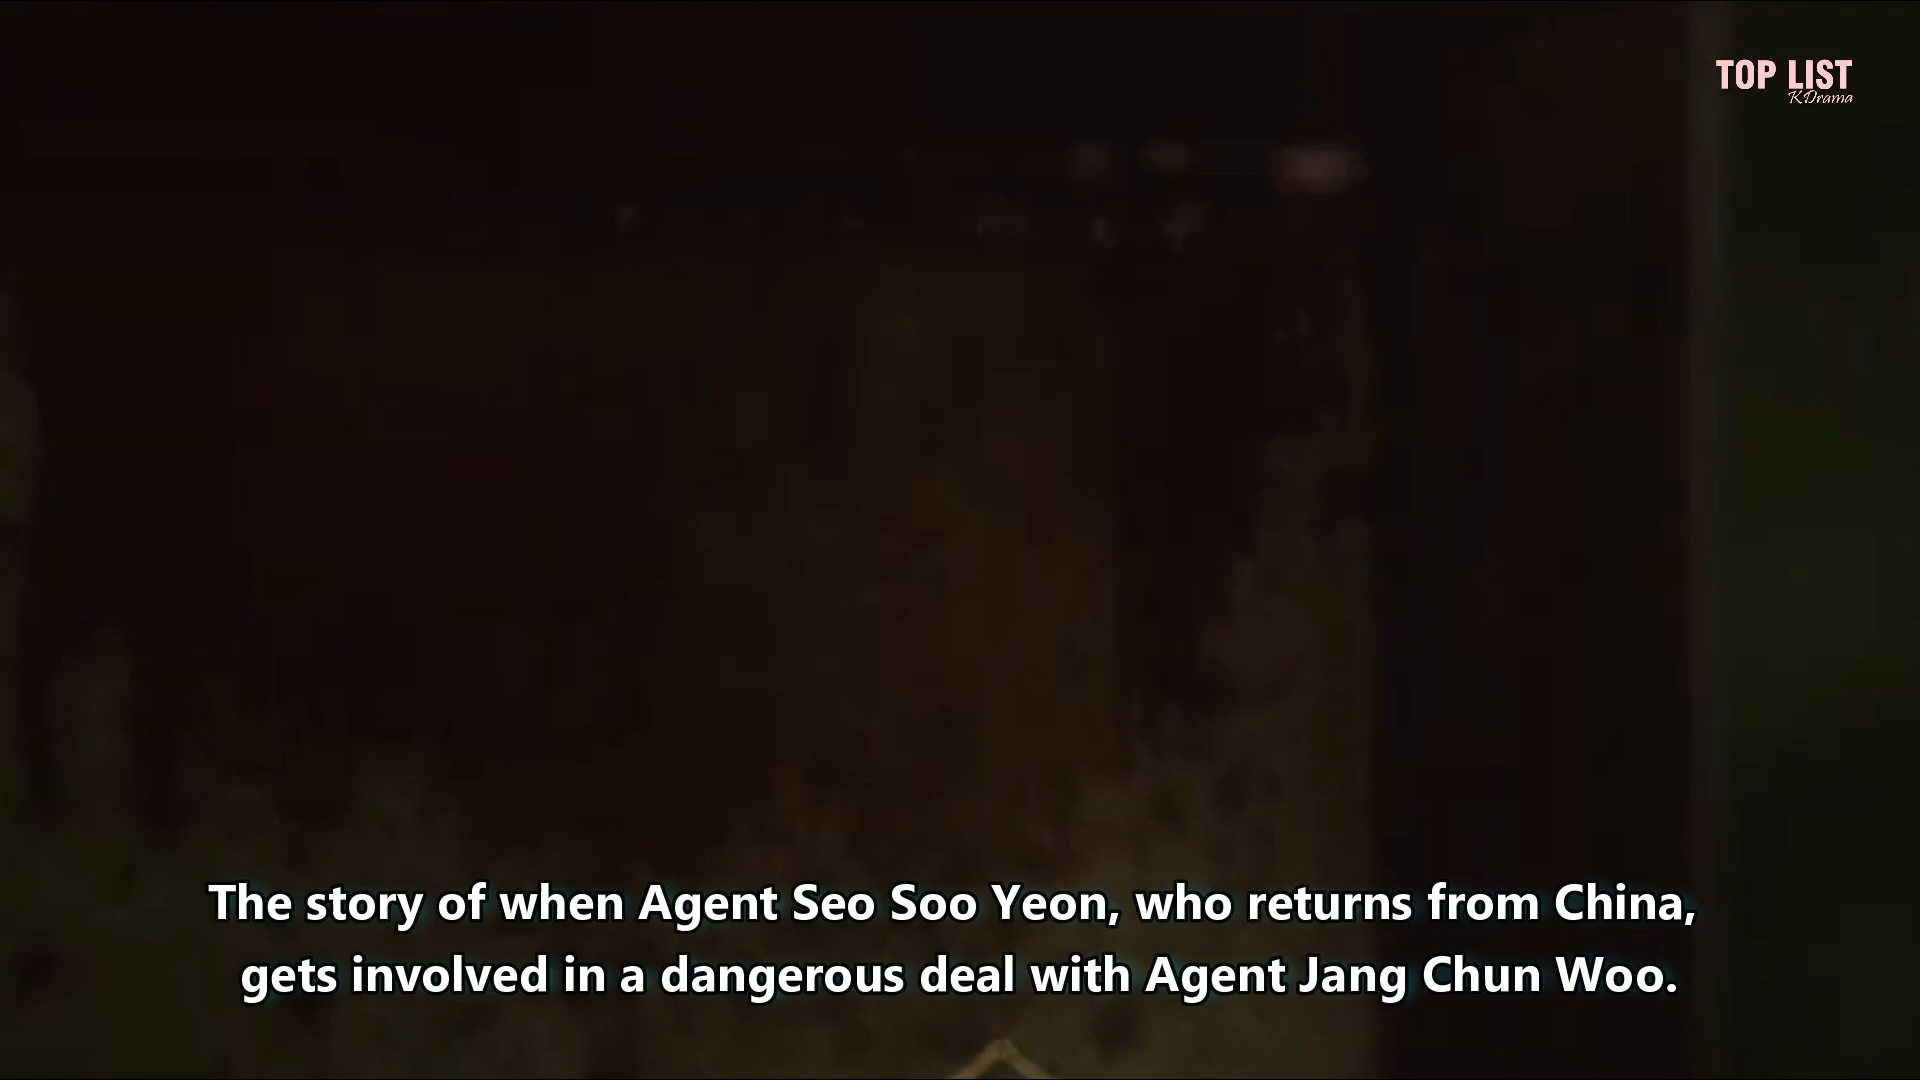 TOP LIST
KDrama
The story of when Agent Seo Soo Yeon, who returns from China,
gets involved in a dangerous deal with Agent Jang Chun Woo.